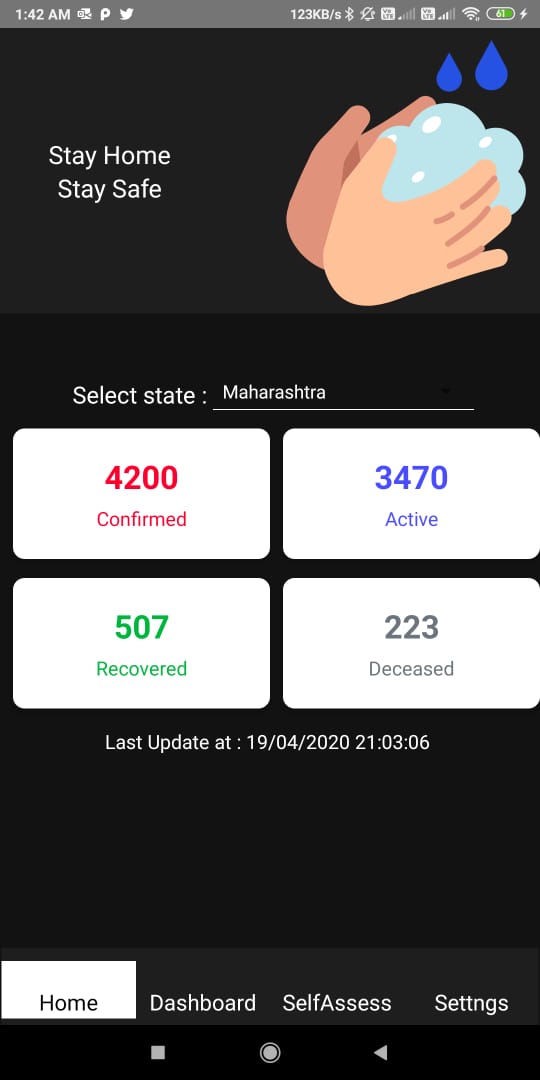 1:42 AM 123KB/s 61
Stay Home
Stay Safe
Select state : Maharashtra
4200 3470
Confirmed Active
507 223
Recovered Deceased
Last Update at : 19/04/2020 21:03:06
Home Dashboard SelfAssess Settngs